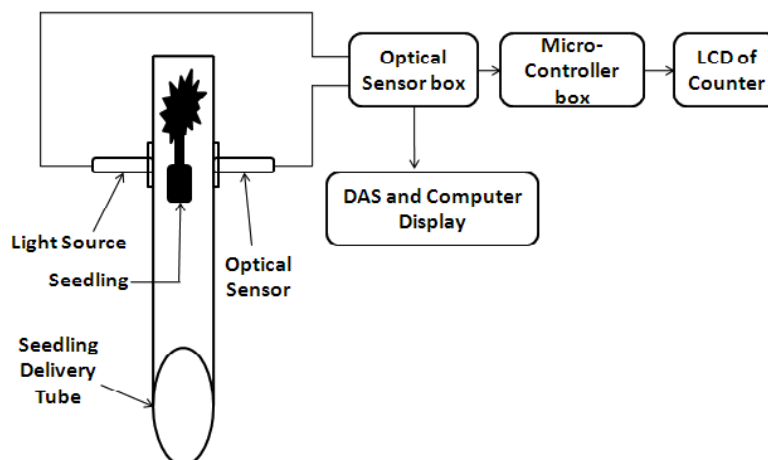 Optical
Sensor box
Micro-
Controller
box
LCD of
Counter
DAS and Computer
Display
Light Source
Seedling
Optical
Sensor
Seedling
Delivery
Tube